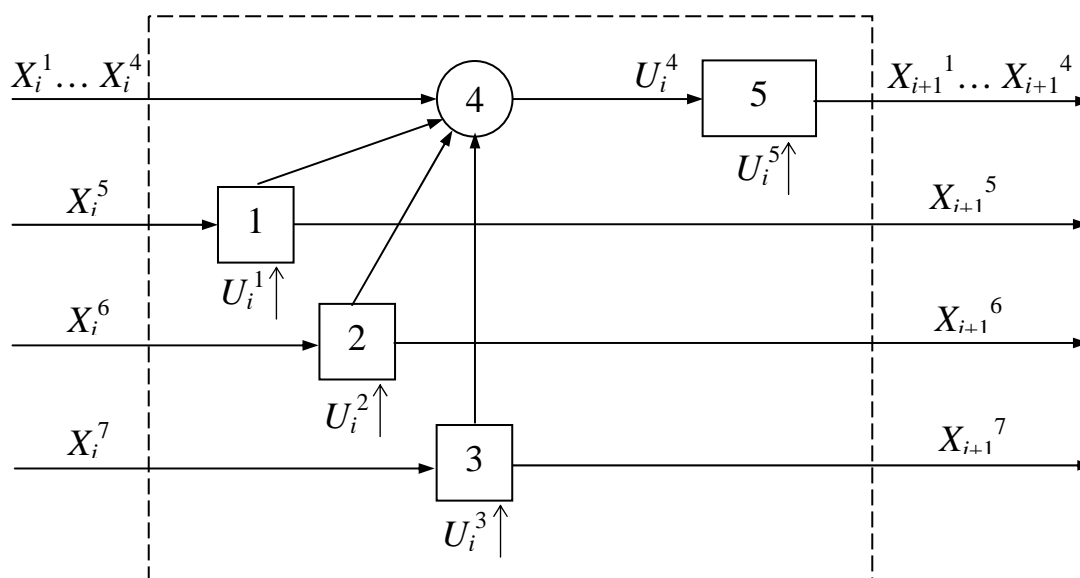 X_i^1 … X_i^4
4
U_i^4
5
X_{i+1}^1 … X_{i+1}^4
U_i^5
X_i^5
1
X_{i+1}^5
U_i^1
X_i^6
2
X_{i+1}^6
U_i^2
X_i^7
3
X_{i+1}^7
U_i^3